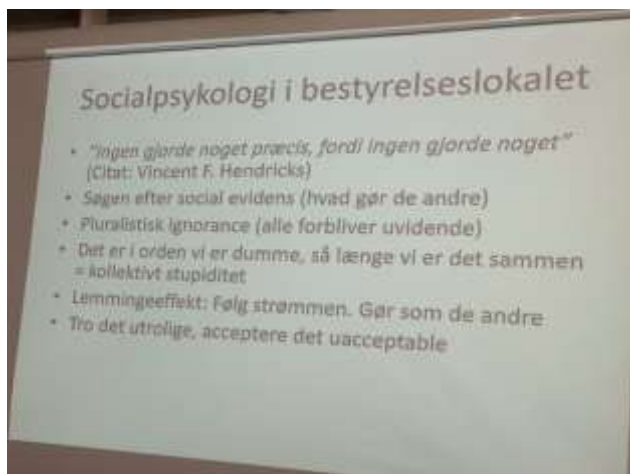 Socialpsykologi i bestyrelseslokalet
• "Ingen gjorde noget præcis, fordi ingen gjorde noget"
(Citat: Vincent F. Hendricks)
• Søgen efter social evidens (hvad gør de andre)
• Pluralistisk ignorance (alle forbliver uvidende)
• Det er i orden vi er dumme, så længe vi er det sammen
= kollektivt stupiditet
• Lemmingeeffekt: Følg strømmen. Gør som de andre
• Tro det utrolige, acceptere det uacceptable